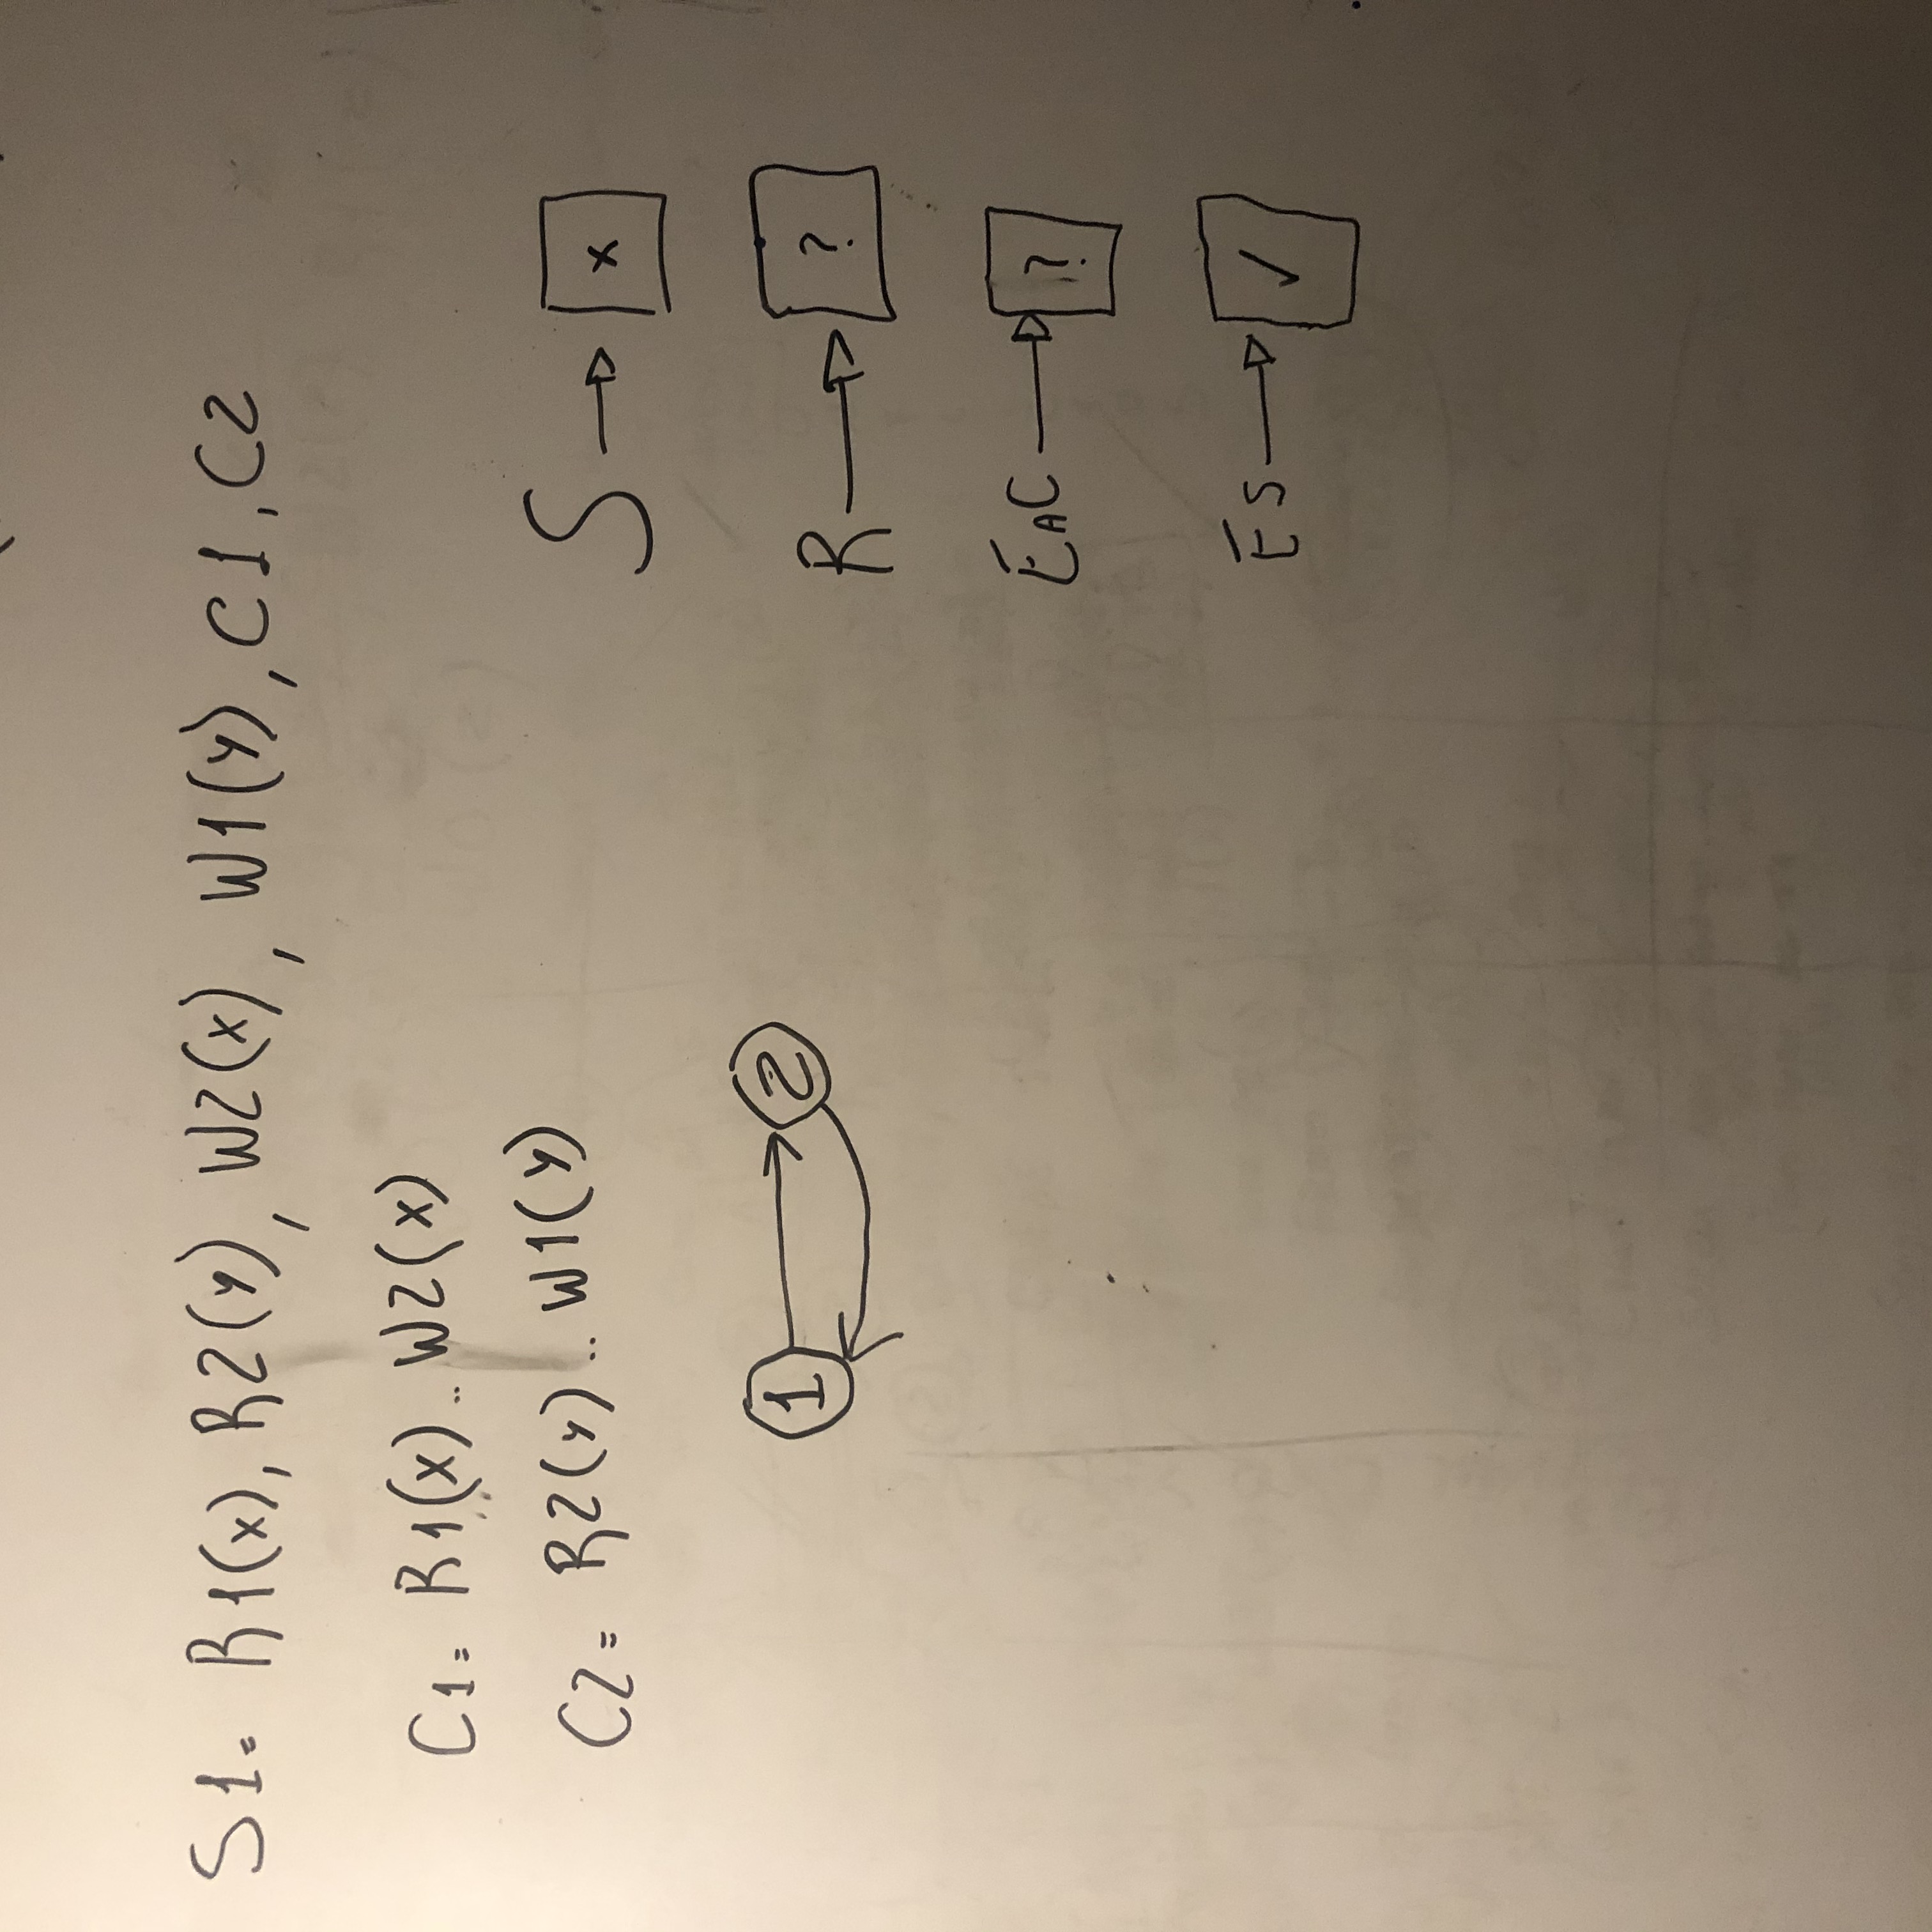 S1= R1(x), R2(y), W2(x), W1(y), C1, C2
C1= R1(x).. W2(x)
C2= R2(y).. W1(y)
1 2
S → x
R → ?
EAC → ?
ES → ✓